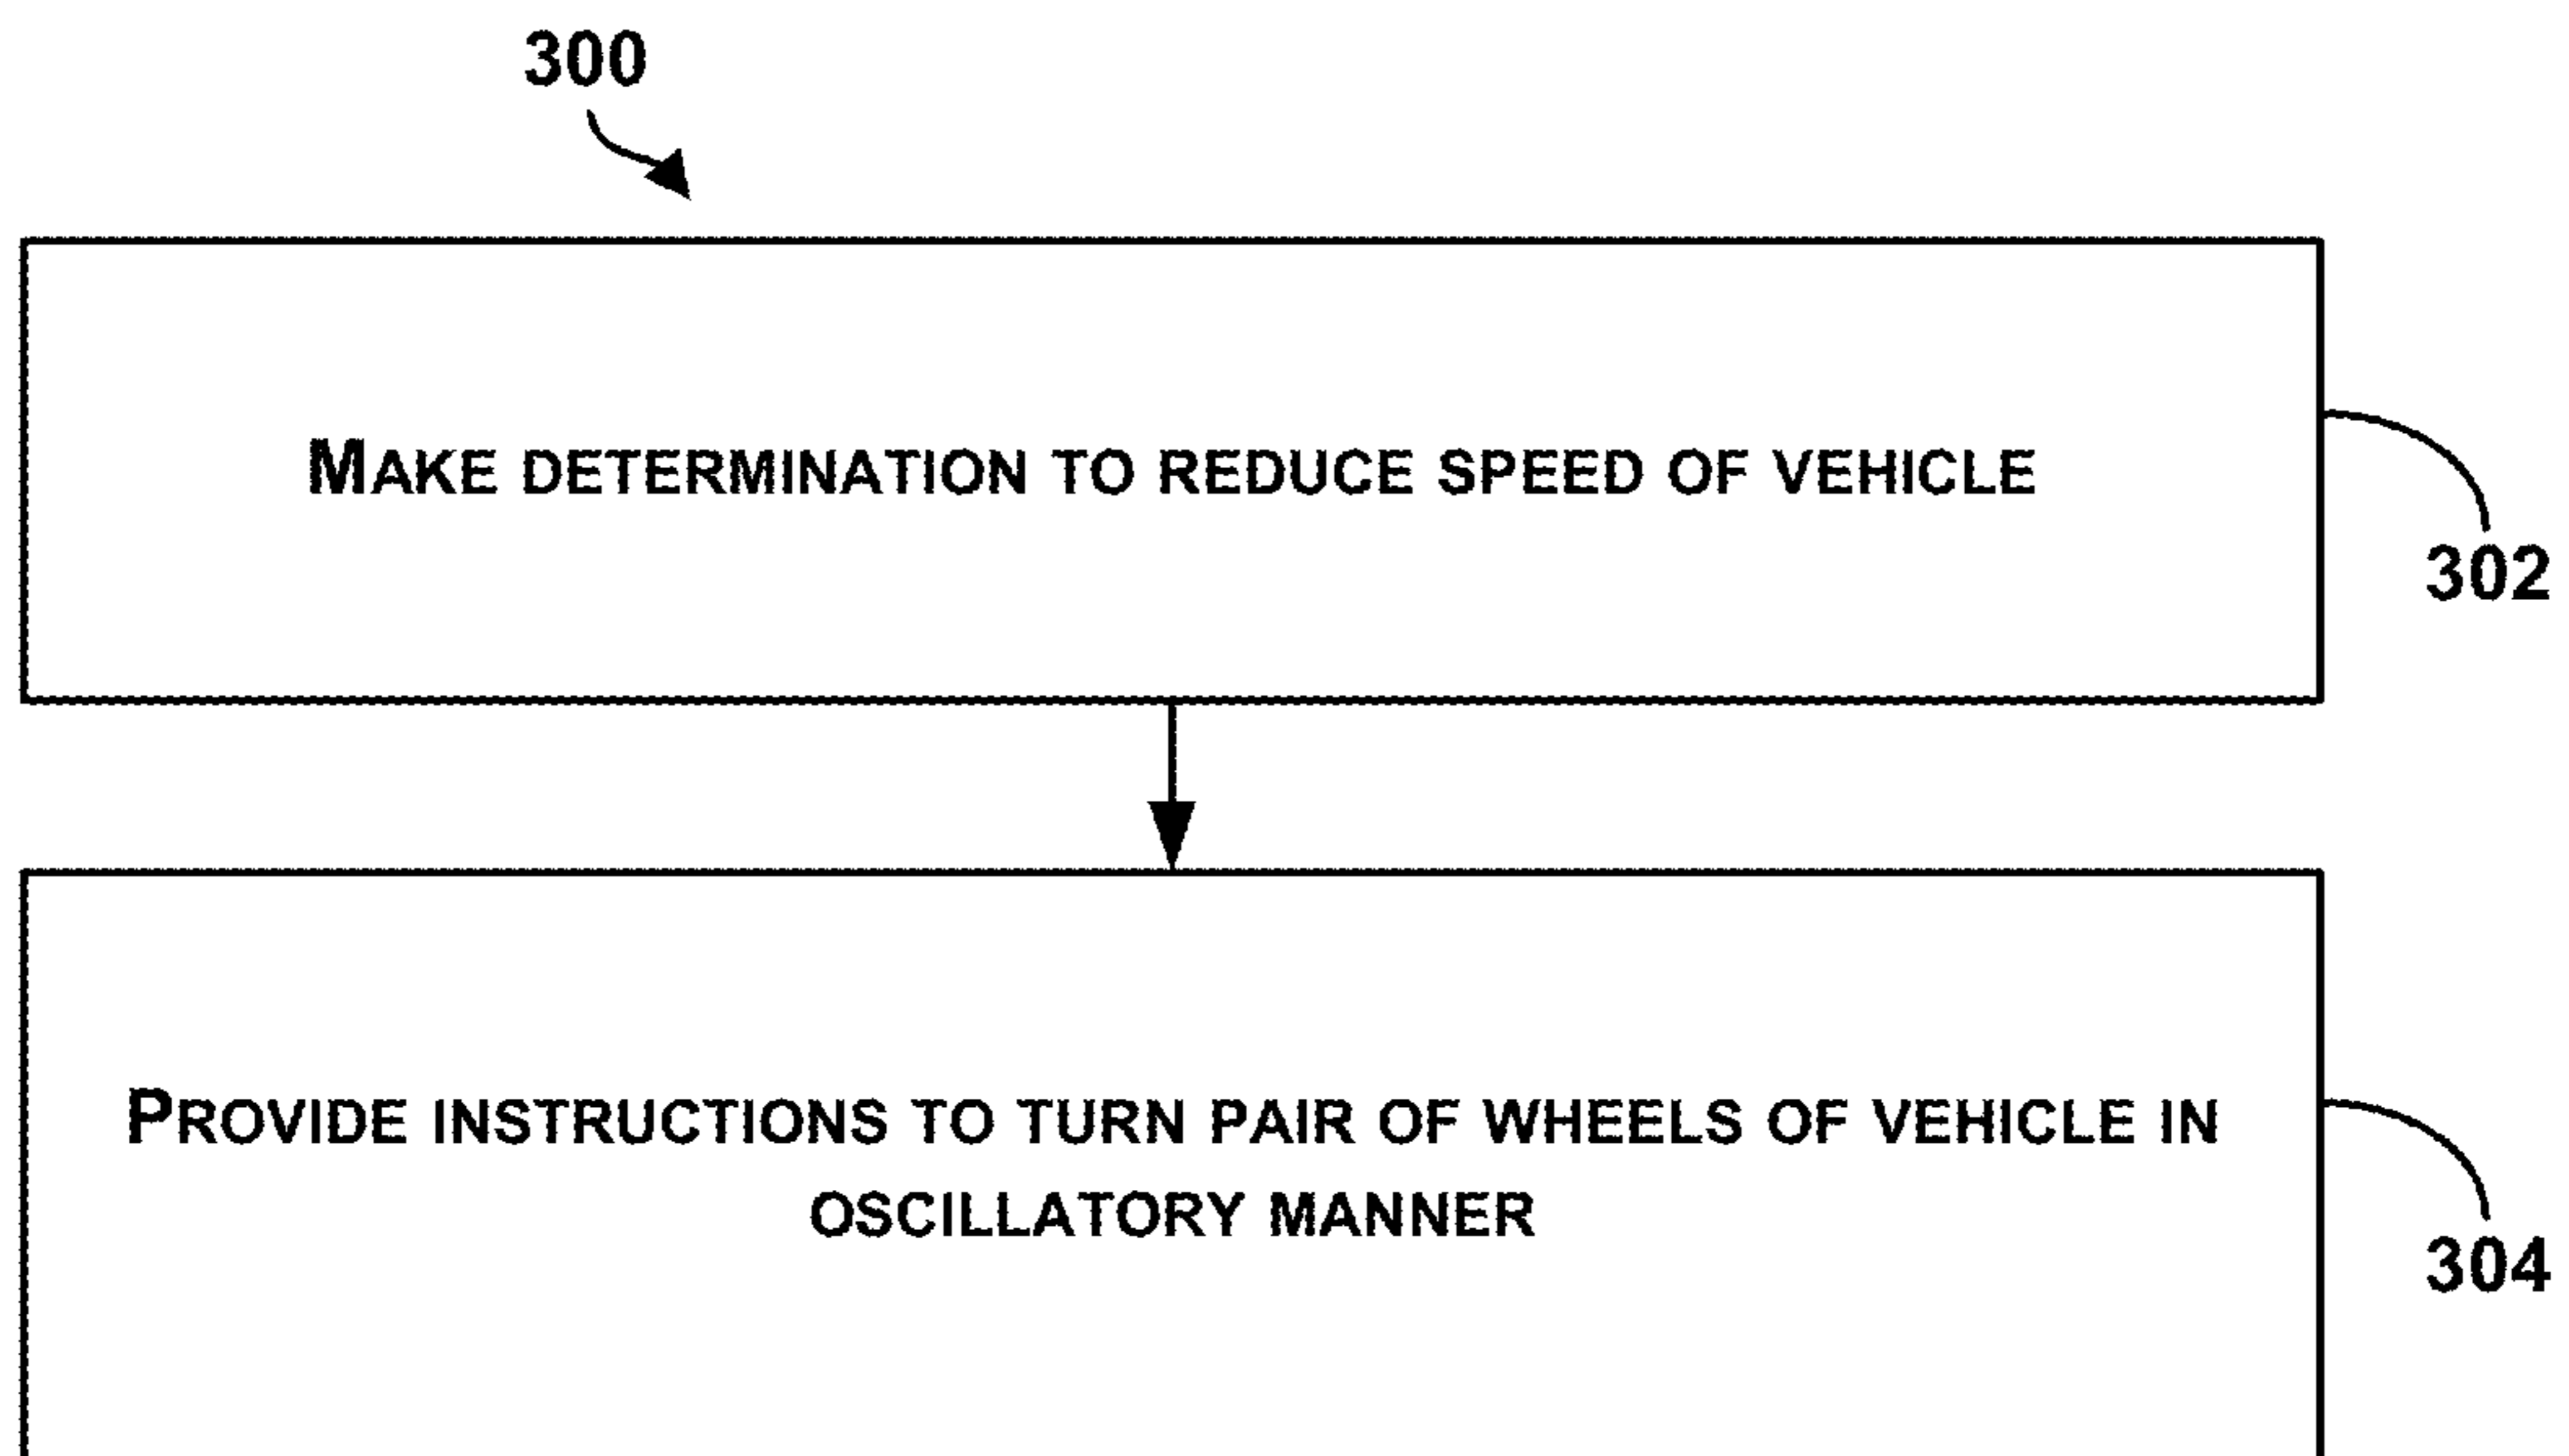 300
MAKE DETERMINATION TO REDUCE SPEED OF VEHICLE
302
PROVIDE INSTRUCTIONS TO TURN PAIR OF WHEELS OF VEHICLE IN
OSCILLATORY MANNER
304